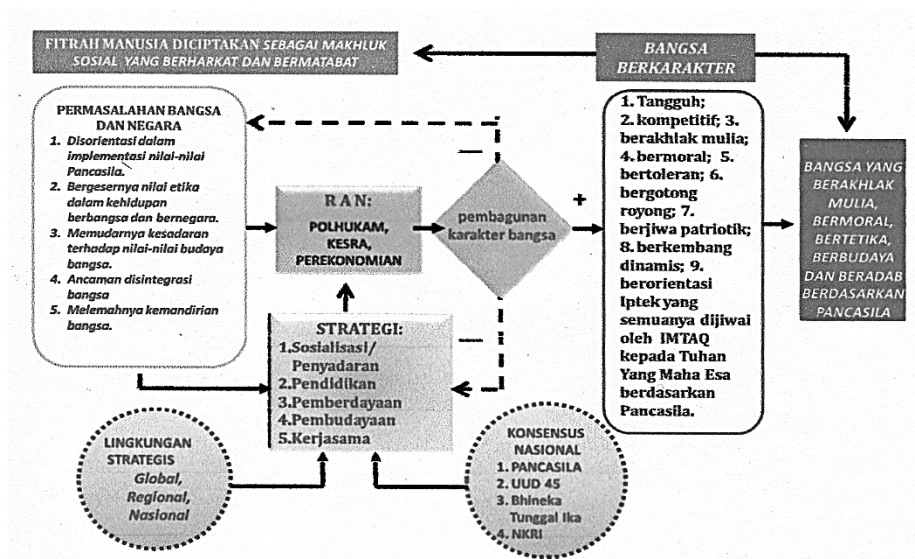 FITRAH MANUSIA DICIPTAKAN SEBAGAI MAKHLUK
SOSIAL YANG BERHARKAT DAN BERMATABAT
BANGSA
BERKARAKTER
PERMASALAHAN BANGSA
DAN NEGARA
1. Disorientasi dalam
implementasi nilai-nilai
Pancasila.
2. Bergesernya nilai etika
dalam kehidupan
berbangsa dan bernegara.
3. Memudarnya kesadaran
terhadap nilai-nilai budaya
bangsa.
4. Ancaman disintegrasi
bangsa
5. Melemahnya kemandirian
bangsa.
R A N:
POLHUKAM,
KESRA,
PEREKONOMIAN
—
pembagunan
karakter bangsa
+
—
1. Tangguh;
2. kompetitif; 3.
berakhlak mulia;
4. bermoral; 5.
bertoleran; 6.
bergotong
royong; 7.
berjiwa patriotik;
8. berkembang
dinamis; 9.
berorientasi
Iptek yang
semuanya dijiwai
oleh IMTAQ
kepada Tuhan
Yang Maha Esa
berdasarkan
Pancasila.
BANGSA YANG
BERAKHLAK
MULIA,
BERMORAL,
BERTETIKA,
BERBUDAYA
DAN BERADAB
BERDASARKAN
PANCASILA
STRATEGI:
1.Sosialisasi/
Penyadaran
2.Pendidikan
3.Pemberdayaan
4.Pembudayaan
5.Kerjasama
LINGKUNGAN
STRATEGIS
Global,
Regional,
Nasional
KONSENSUS
NASIONAL
1. PANCASILA
2. UUD 45
3. Bhineka
Tunggal Ika
4. NKRI